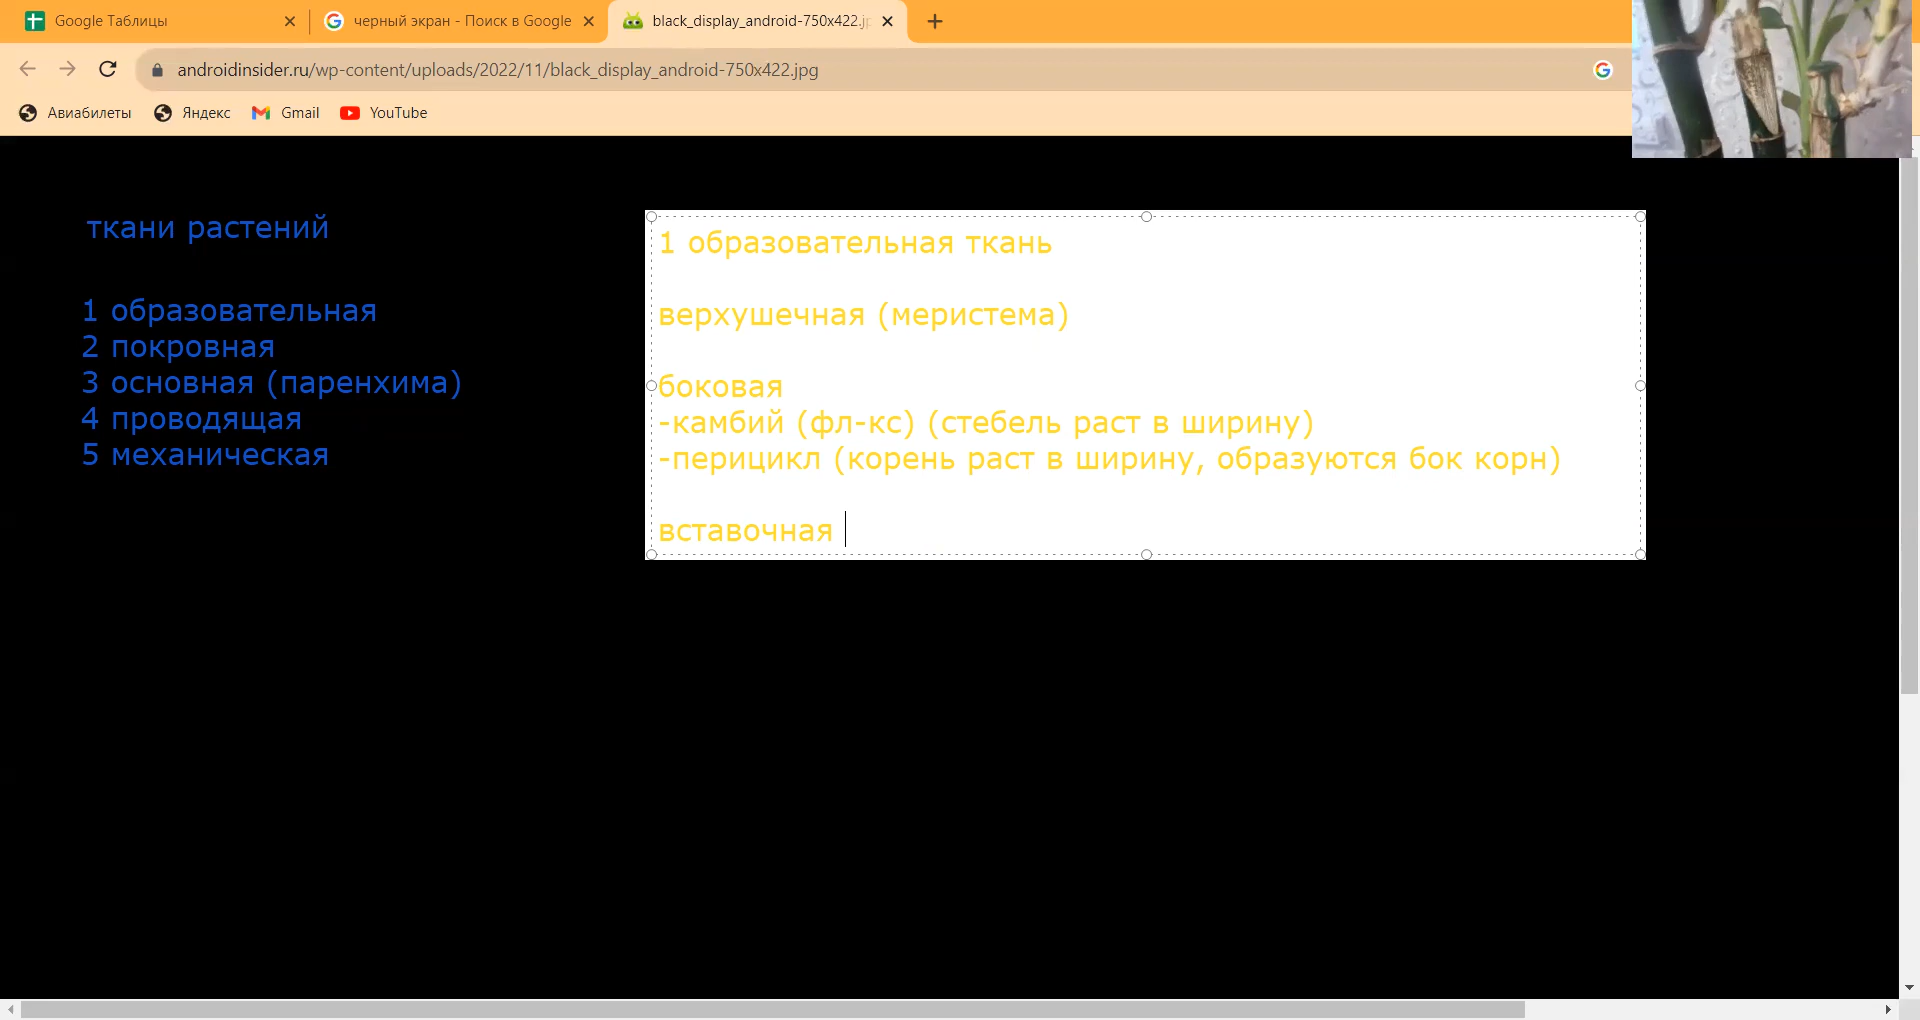 Google Таблицы
черный экран - Поиск в Google
black_display_android-750x422.jp
androidinsider.ru/wp-content/uploads/2022/11/black_display_android-750x422.jpg
Авиабилеты
Яндекс
Gmail
YouTube
ткани растений
1 образовательная
2 покровная
3 основная (паренхима)
4 проводящая
5 механическая
1 образовательная ткань
верхушечная (меристема)
боковая
-камбий (фл-кс) (стебель раст в ширину)
-перицикл (корень раст в ширину, образуются бок корн)
вставочная